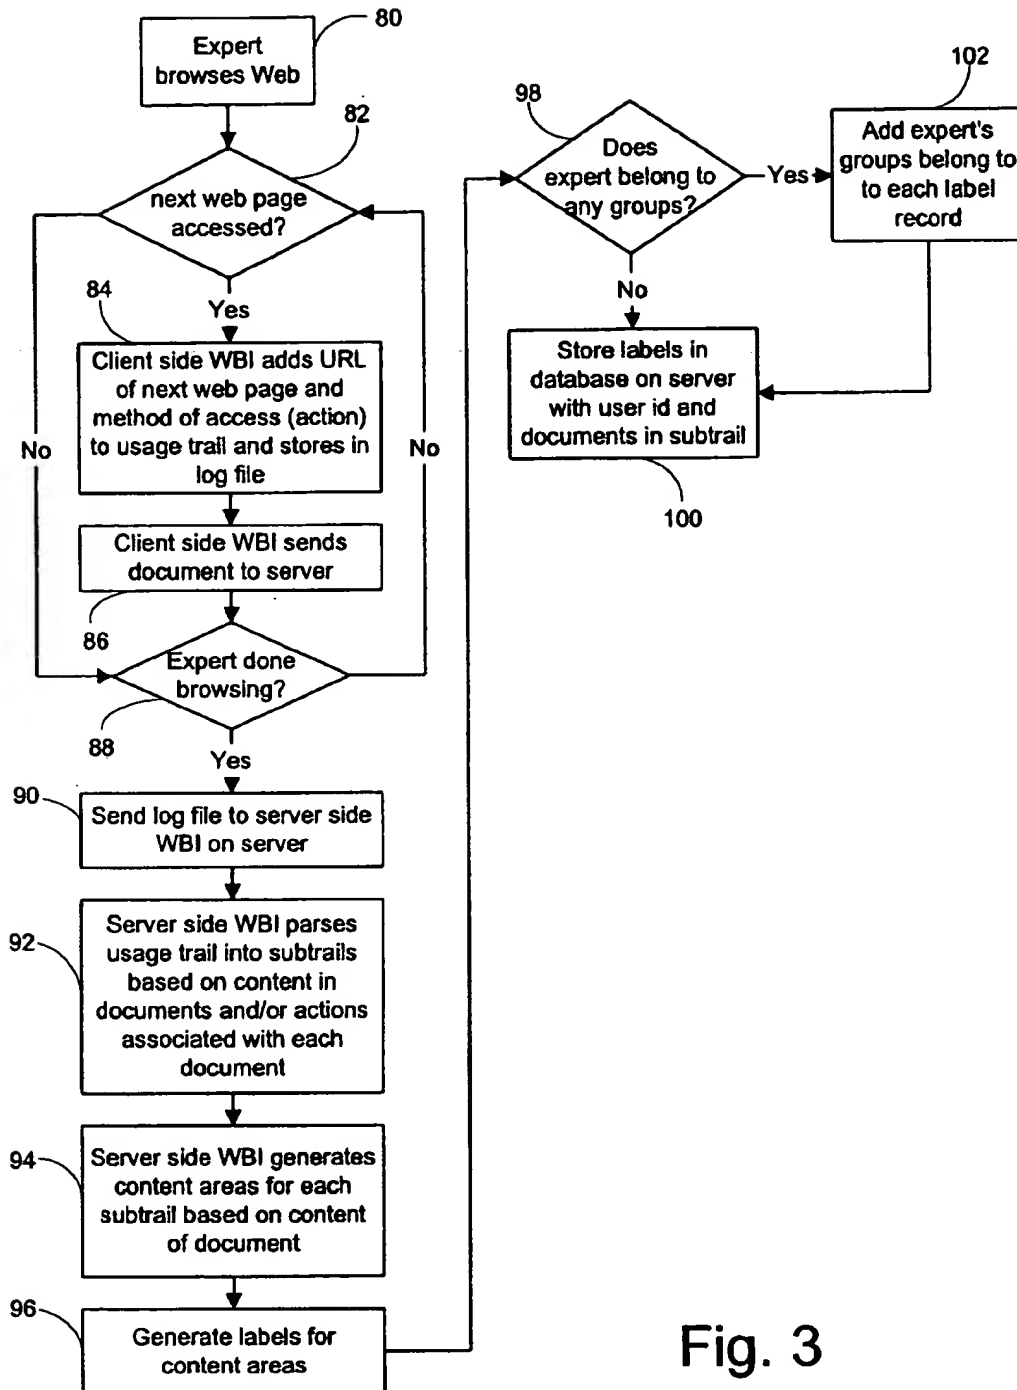 80
Expert
browses Web
82
next web page
accessed?
Yes
84
Client side WBI adds URL
of next web page and
method of access (action)
to usage trail and stores in
log file
No
No
Client side WBI sends
document to server
86
Expert done
browsing?
88
Yes
90
Send log file to server side
WBI on server
92
Server side WBI parses
usage trail into subtrails
based on content in
documents and/or actions
associated with each
document
94
Server side WBI generates
content areas for each
subtrail based on content
of document
96
Generate labels for
content areas
98
Does
expert belong to
any groups?
Yes
102
Add expert's
groups belong to
to each label
record
No
Store labels in
database on server
with user id and
documents in subtrail
100
Fig. 3